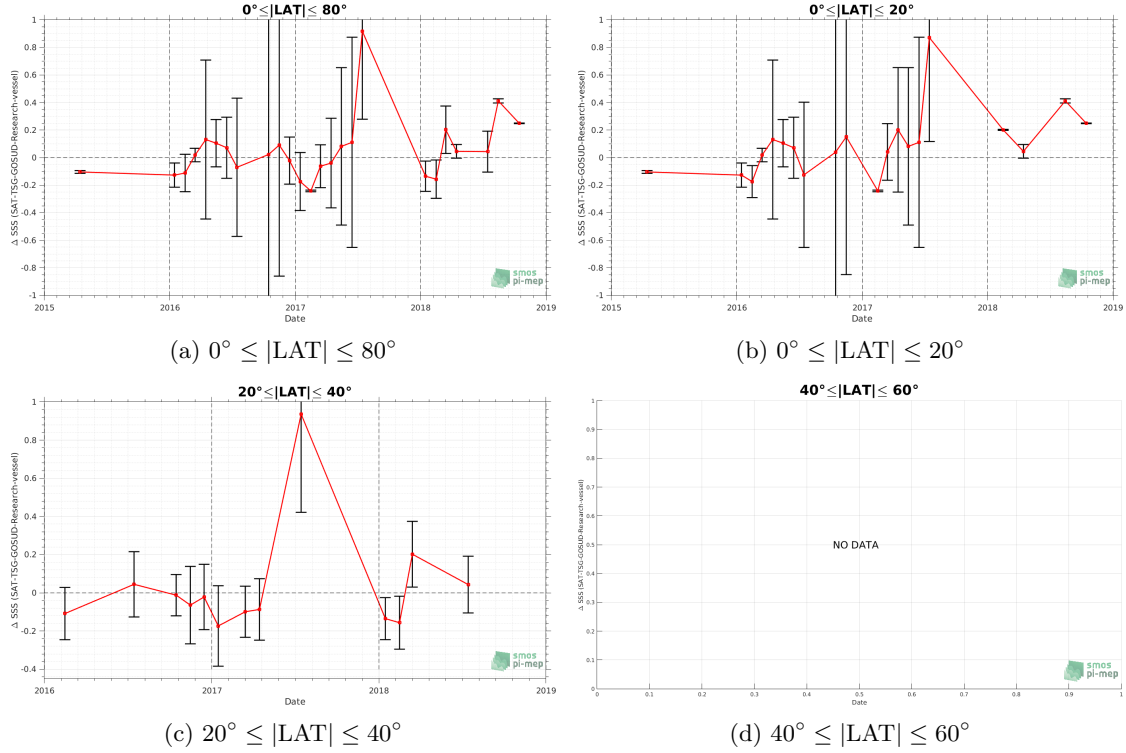 0°≤|LAT|≤ 80°
1
0.8
0.6
0.4
0.2
0
-0.2
-0.4
-0.6
-0.8
-1
Δ SSS (SAT-TSG-GOSUD-Research-vessel)
2015
2016
2017
2018
2019
Date
smos
pi-mep
(a) 0° ≤ |LAT| ≤ 80°
0°≤|LAT|≤ 20°
1
0.8
0.6
0.4
0.2
0
-0.2
-0.4
-0.6
-0.8
-1
Δ SSS (SAT-TSG-GOSUD-Research-vessel)
2015
2016
2017
2018
2019
Date
smos
pi-mep
(b) 0° ≤ |LAT| ≤ 20°
20°≤|LAT|≤ 40°
1
0.8
0.6
0.4
0.2
0
-0.2
-0.4
Δ SSS (SAT-TSG-GOSUD-Research-vessel)
2016
2017
2018
2019
Date
smos
pi-mep
(c) 20° ≤ |LAT| ≤ 40°
40°≤|LAT|≤ 60°
1
0.9
0.8
0.7
0.6
0.5
0.4
0.3
0.2
0.1
0
Δ SSS (SAT-TSG-GOSUD-Research-vessel)
NO DATA
0
0.1
0.2
0.3
0.4
0.5
0.6
0.7
0.8
0.9
1
Date
smos
pi-mep
(d) 40° ≤ |LAT| ≤ 60°